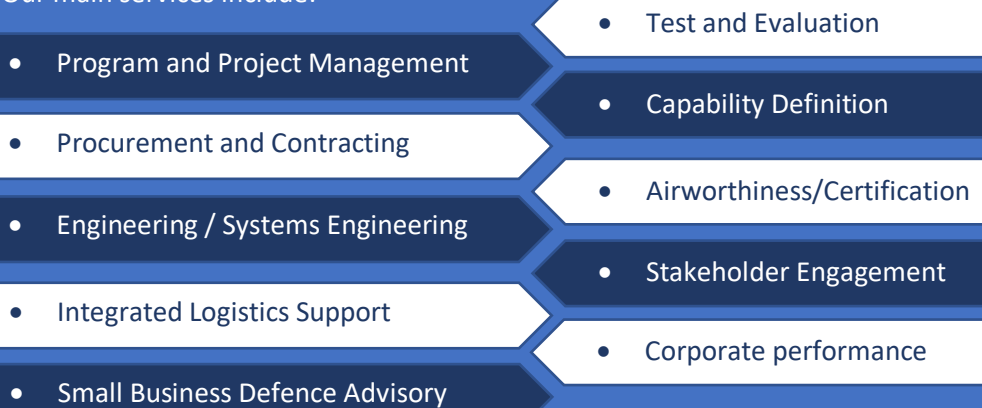 Our main services include:
• Program and Project Management
• Procurement and Contracting
• Engineering / Systems Engineering
• Integrated Logistics Support
• Small Business Defence Advisory
• Test and Evaluation
• Capability Definition
• Airworthiness/Certification
• Stakeholder Engagement
• Corporate performance